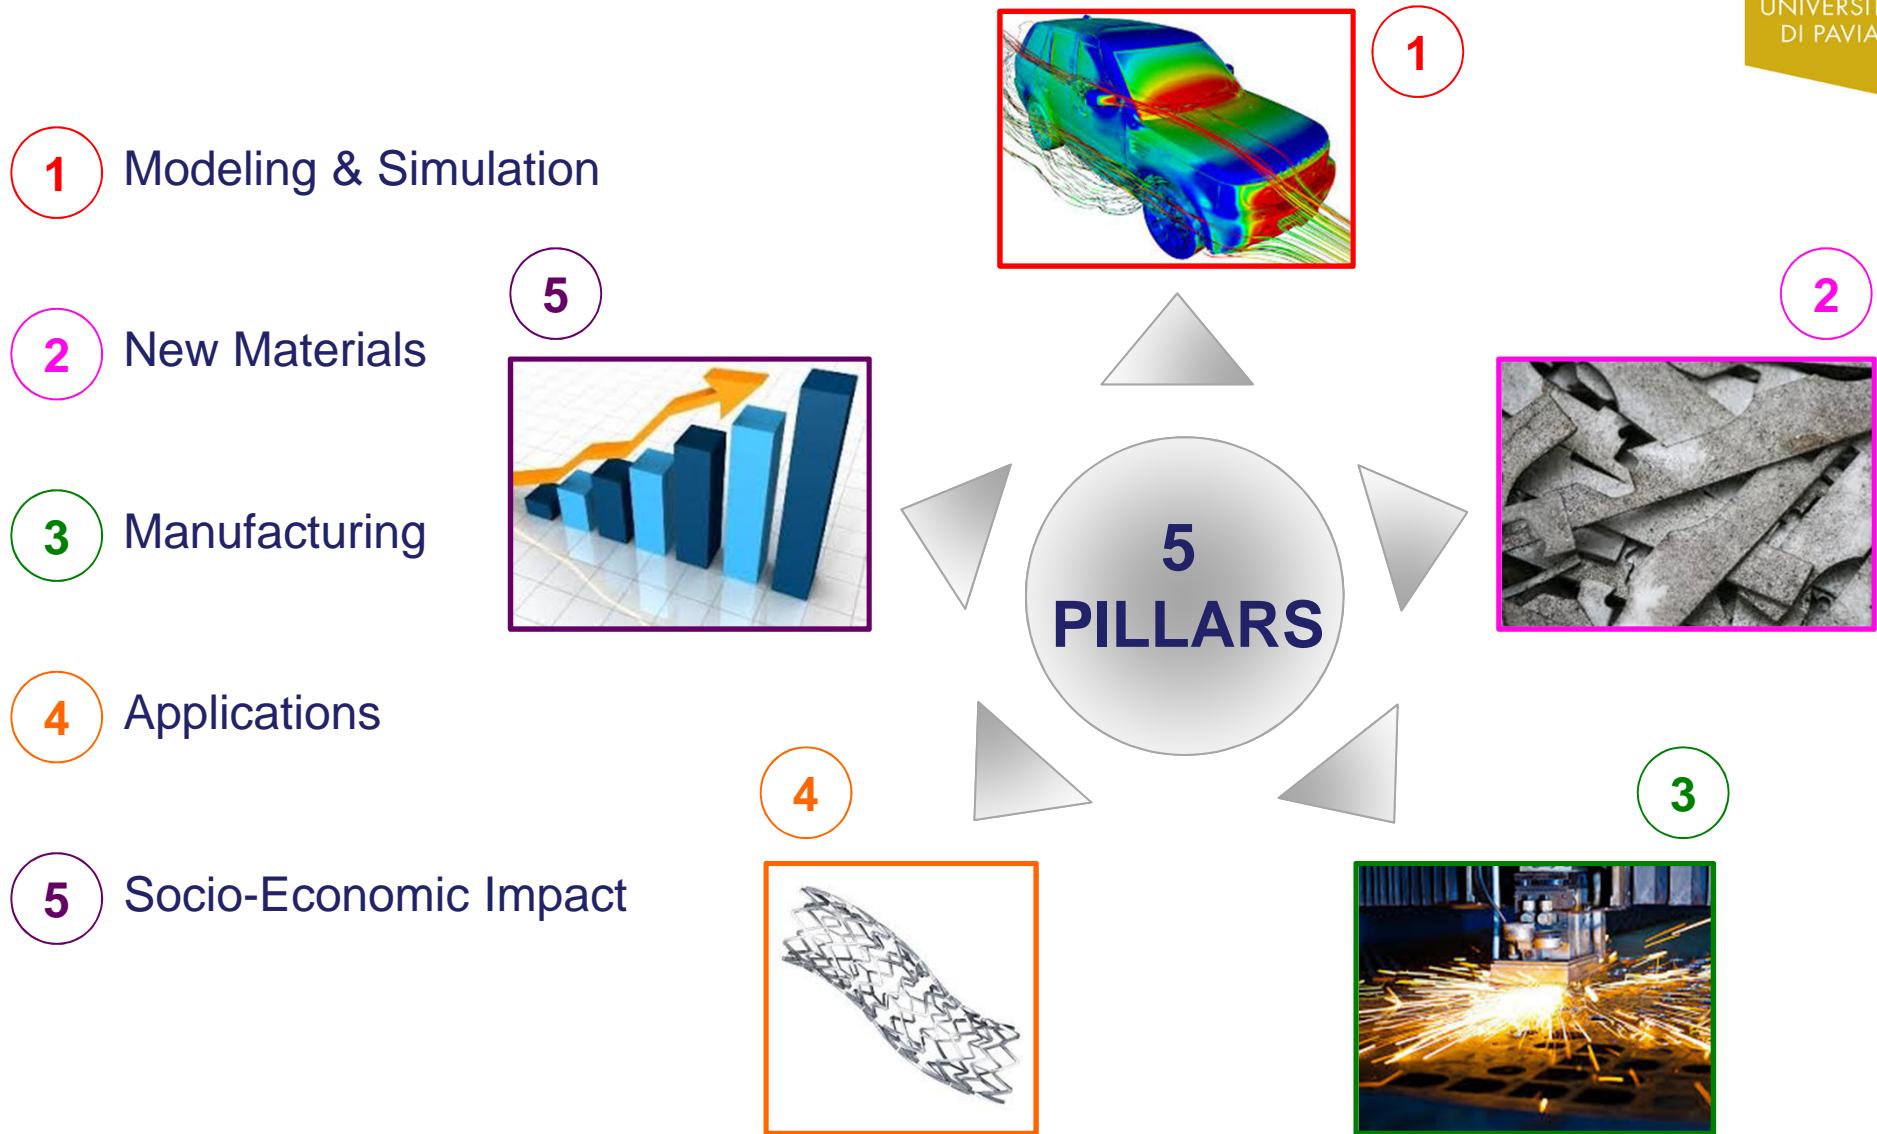 UNIVERSIT
DI PAVIA
1
1 Modeling & Simulation
5
2
2 New Materials
3 Manufacturing
5
PILLARS
4 Applications
4
3
5 Socio-Economic Impact